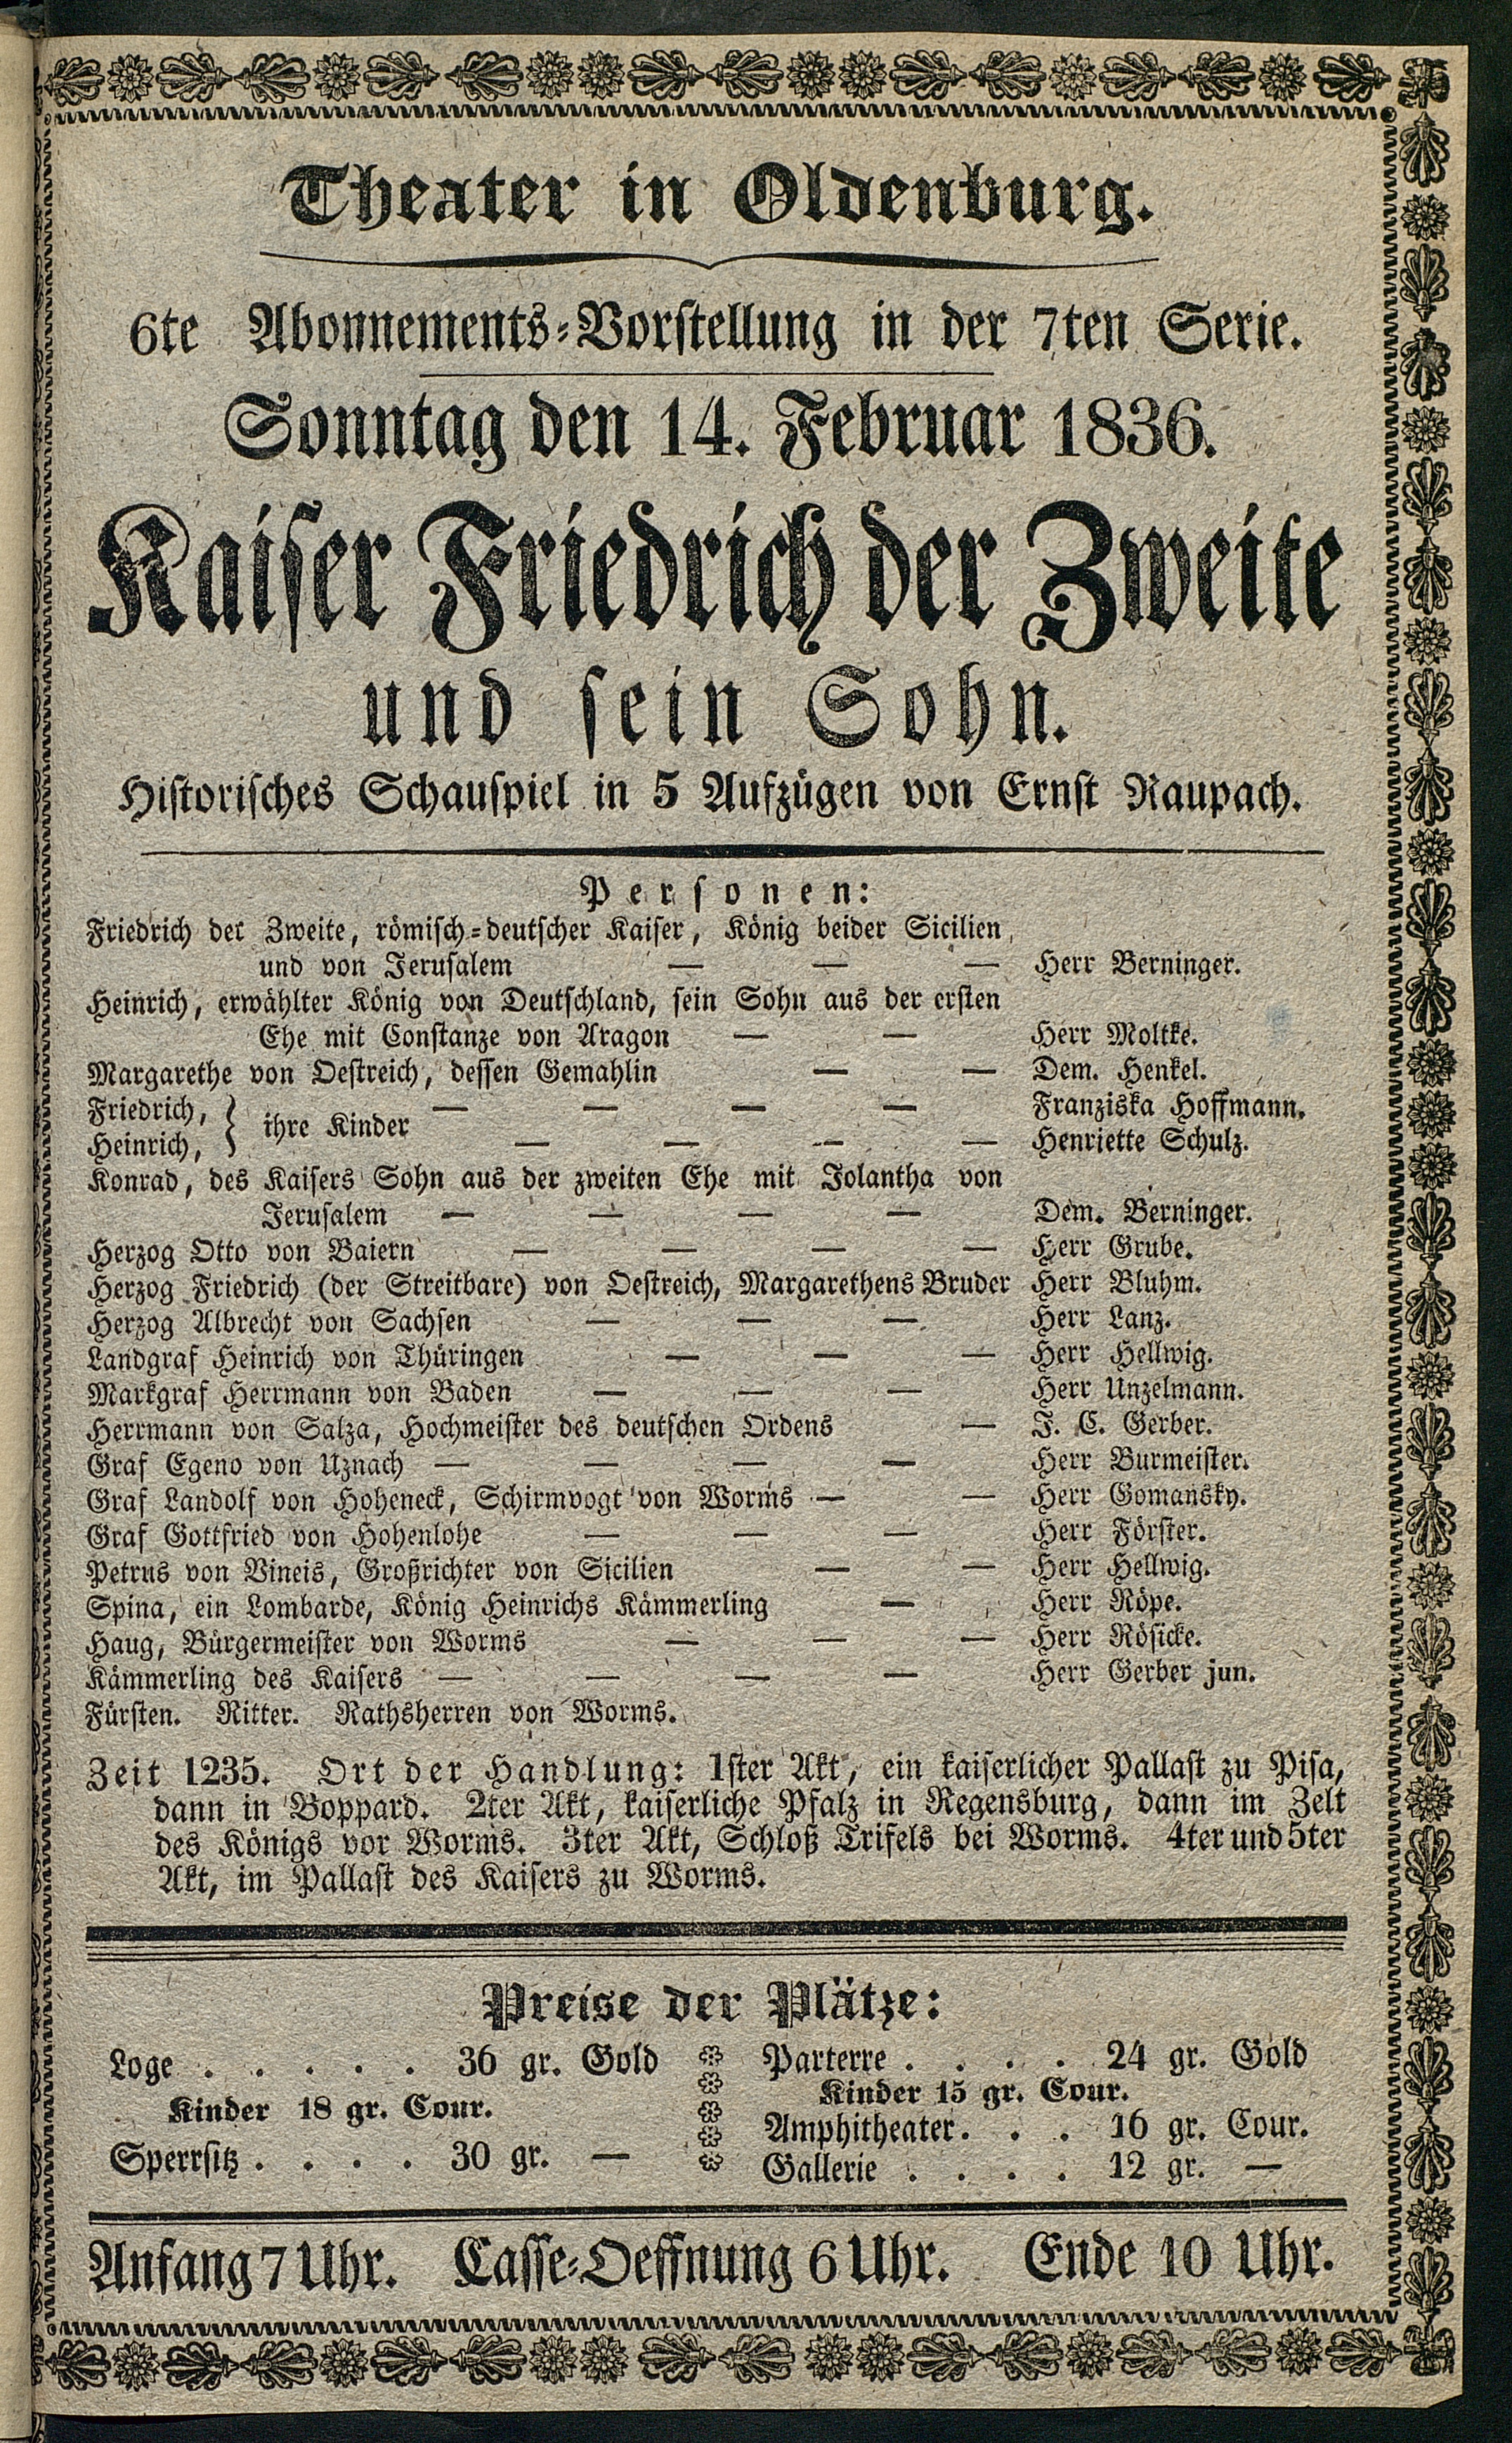 Theater in Oldenburg.
6te Abonnements-Vorstellung in der 7ten Serie.
Sonntag den 14. Februar 1836.
Kaiser Friedrich der Zweite
und sein Sohn.
Historisches Schauspiel in 5 Aufzügen von Ernst Raupach.
Personen:
Friedrich der Zweite, römisch-deutscher Kaiser, König beider Sicilien
und von Jerusalem — — — Herr Berninger.
Heinrich, erwählter König von Deutschland, sein Sohn aus der ersten
Ehe mit Constanze von Aragon — — Herr Moltke.
Margarethe von Oestreich, dessen Gemahlin — — Dem. Henkel.
Friedrich, } ihre Kinder — — — — Franziska Hoffmann.
Heinrich, — — — — Henriette Schulz.
Konrad, des Kaisers Sohn aus der zweiten Ehe mit Jolantha von
Jerusalem — — — — Dem. Berninger.
Herzog Otto von Baiern — — — — Herr Grube.
Herzog Friedrich (der Streitbare) von Oestreich, Margarethens Bruder Herr Bluhm.
Herzog Albrecht von Sachsen — — — Herr Lanz.
Landgraf Heinrich von Thüringen — — — Herr Hellwig.
Markgraf Herrmann von Baden — — — Herr Unzelmann.
Herrmann von Salza, Hochmeister des deutschen Ordens — J. C. Gerber.
Graf Egeno von Uznach — — — — Herr Burmeister.
Graf Landolf von Hoheneck, Schirmvogt von Worms — — Herr Gomansky.
Graf Gottfried von Hohenlohe — — — Herr Förster.
Petrus von Vineis, Großrichter von Sicilien — — Herr Hellwig.
Spina, ein Lombarde, König Heinrichs Kämmerling — Herr Röpe.
Haug, Bürgermeister von Worms — — — Herr Rösicke.
Kämmerling des Kaisers — — — — Herr Gerber jun.
Fürsten. Ritter. Rathsherren von Worms.
Zeit 1235. Ort der Handlung: 1ster Akt, ein kaiserlicher Pallast zu Pisa,
dann in Boppard. 2ter Akt, kaiserliche Pfalz in Regensburg, dann im Zelt
des Königs vor Worms. 3ter Akt, Schloß Trifels bei Worms. 4ter und 5ter
Akt, im Pallast des Kaisers zu Worms.
Preise der Plätze:
Loge . . . . . 36 gr. Gold
Kinder 18 gr. Cour.
Sperrsitz . . . . 30 gr. —
Parterre . . . . 24 gr. Gold
Kinder 15 gr. Cour.
Amphitheater . . . 16 gr. Cour.
Gallerie . . . . 12 gr. —
Anfang 7 Uhr. Casse-Oeffnung 6 Uhr. Ende 10 Uhr.